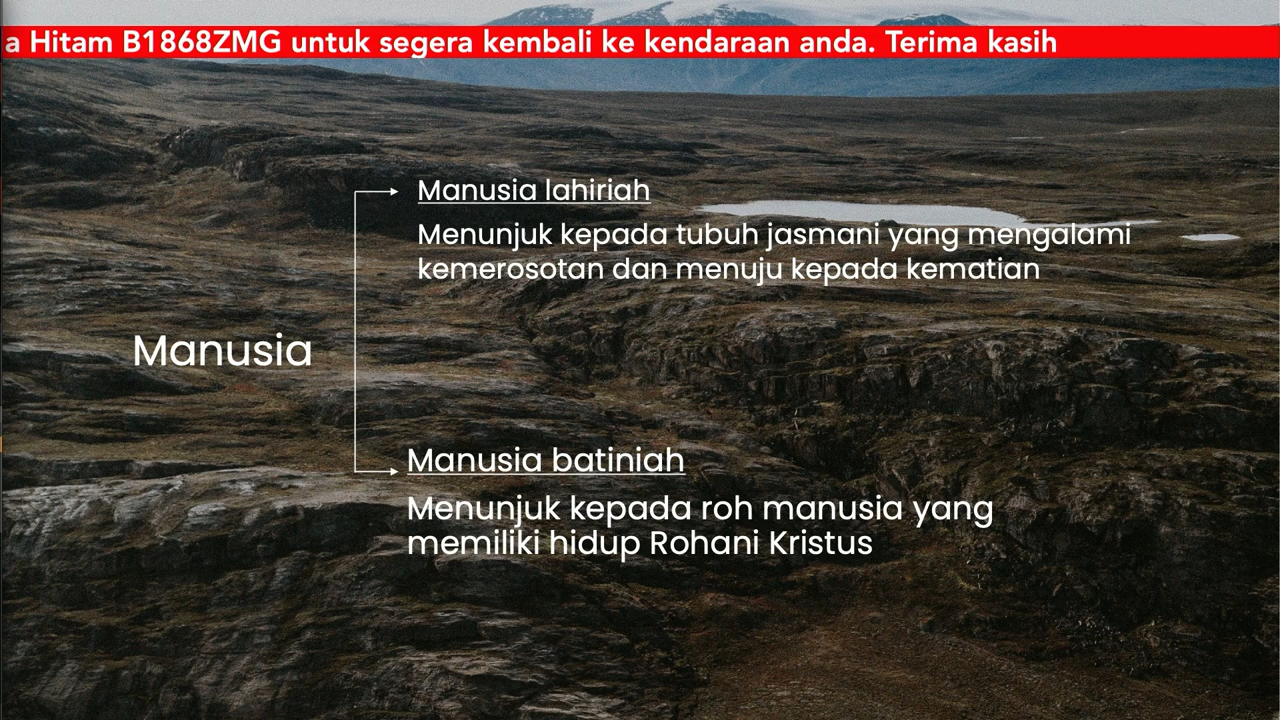 a Hitam B1868ZMG untuk segera kembali ke kendaraan anda. Terima kasih
Manusia
Manusia lahiriah
Menunjuk kepada tubuh jasmani yang mengalami
kemerosotan dan menuju kepada kematian
Manusia batiniah
Menunjuk kepada roh manusia yang
memiliki hidup Rohani Kristus